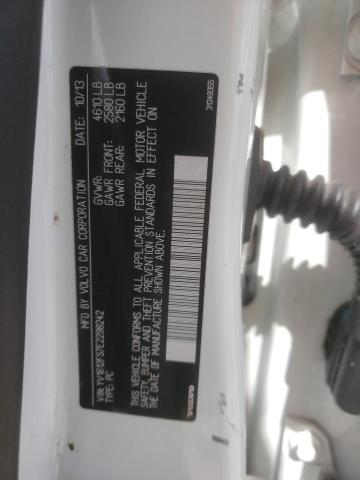 MFD BY VOLVO CAR CORPORATION DATE: 10/13
GVWR: 4610 LB
GAWR FRONT: 2580 LB
GAWR REAR: 2160 LB
VIN: YV1612FS7E2298242
TYPE: PC
THIS VEHICLE CONFORMS TO ALL APPLICABLE FEDERAL MOTOR VEHICLE
SAFETY, BUMPER AND THEFT PREVENTION STANDARDS IN EFFECT ON
THE DATE OF MANUFACTURE SHOWN ABOVE.
VOLVO